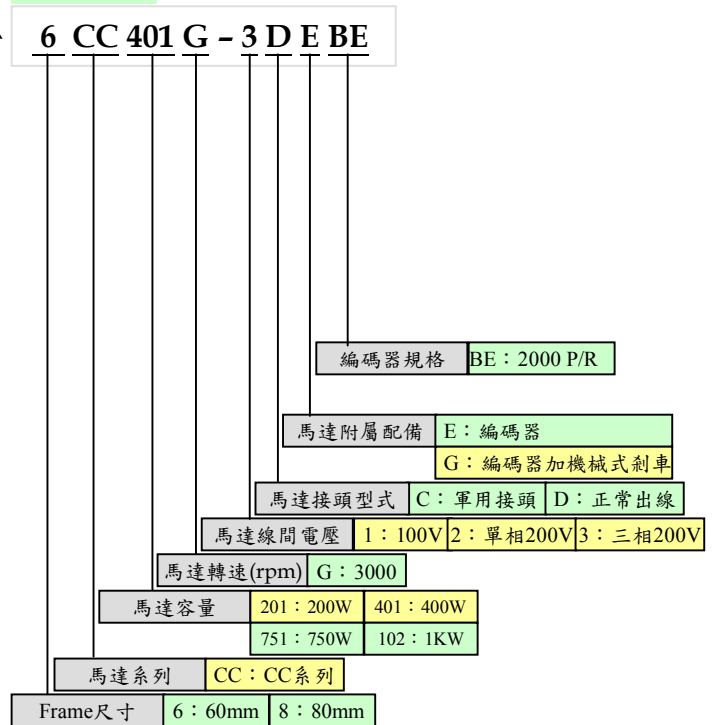 6 CC 401 G – 3 D E BE
編碼器規格 BE：2000 P/R
馬達附屬配備 E：編碼器
G：編碼器加機械式剎車
馬達接頭型式 C：軍用接頭 D：正常出線
馬達線間電壓 1：100V 2：單相200V 3：三相200V
馬達轉速(rpm) G：3000
馬達容量 201：200W 401：400W
751：750W 102：1KW
馬達系列 CC：CC系列
Frame尺寸 6：60mm 8：80mm